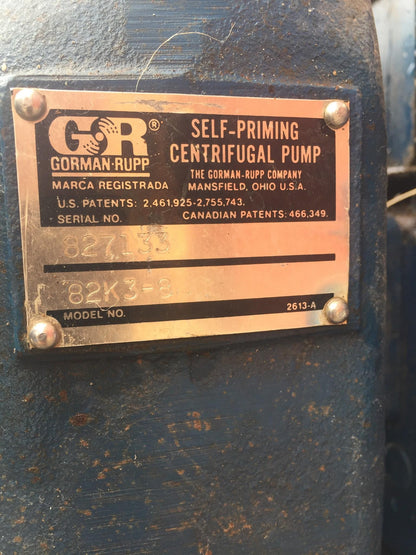 GR®
GORMAN-RUPP
MARCA REGISTRADA
SELF-PRIMING
CENTRIFUGAL PUMP
THE GORMAN-RUPP COMPANY
MANSFIELD, OHIO U.S.A.
U.S. PATENTS: 2,461,925-2,755,743.
SERIAL NO. CANADIAN PATENTS: 466,349.
827133
MODEL NO. 2613-A